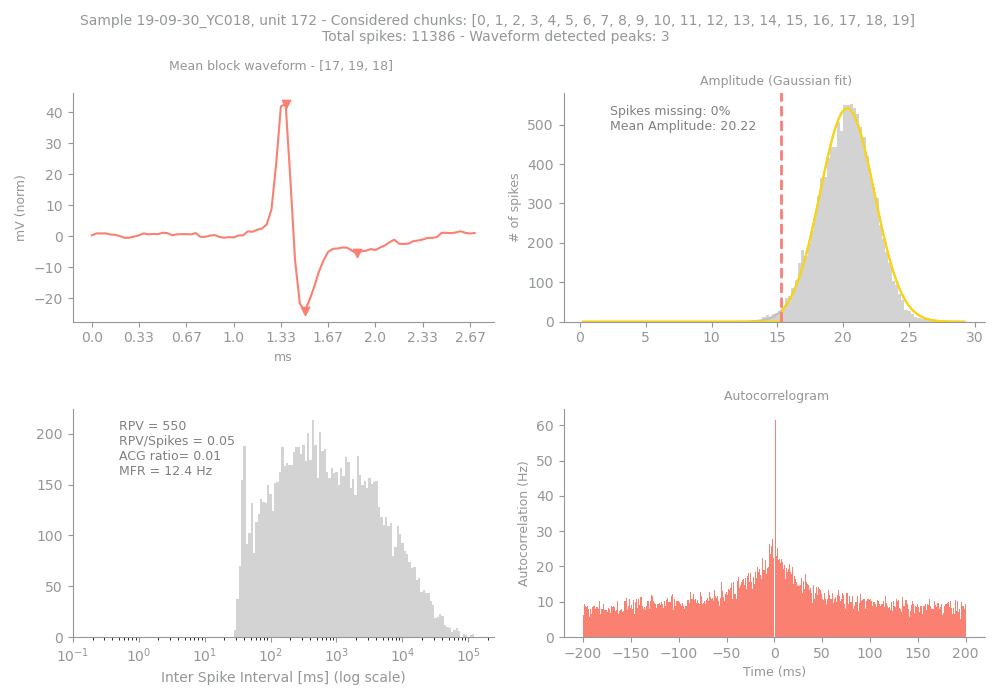 Sample 19-09-30_YC018, unit 172 - Considered chunks: [0, 1, 2, 3, 4, 5, 6, 7, 8, 9, 10, 11, 12, 13, 14, 15, 16, 17, 18, 19]
Total spikes: 11386 - Waveform detected peaks: 3
Mean block waveform - [17, 19, 18]
mV (norm)
40
30
20
10
0
−10
−20
0.0 0.33 0.67 1.0 1.33 1.67 2.0 2.33 2.67
ms
Amplitude (Gaussian fit)
Spikes missing: 0%
Mean Amplitude: 20.22
# of spikes
500
400
300
200
100
0
0 5 10 15 20 25 30
RPV = 550
RPV/Spikes = 0.05
ACG ratio= 0.01
MFR = 12.4 Hz
200
150
100
50
0
10⁻¹ 10⁰ 10¹ 10² 10³ 10⁴ 10⁵
Inter Spike Interval [ms] (log scale)
Autocorrelogram
Autocorrelation (Hz)
60
50
40
30
20
10
0
−200 −150 −100 −50 0 50 100 150 200
Time (ms)